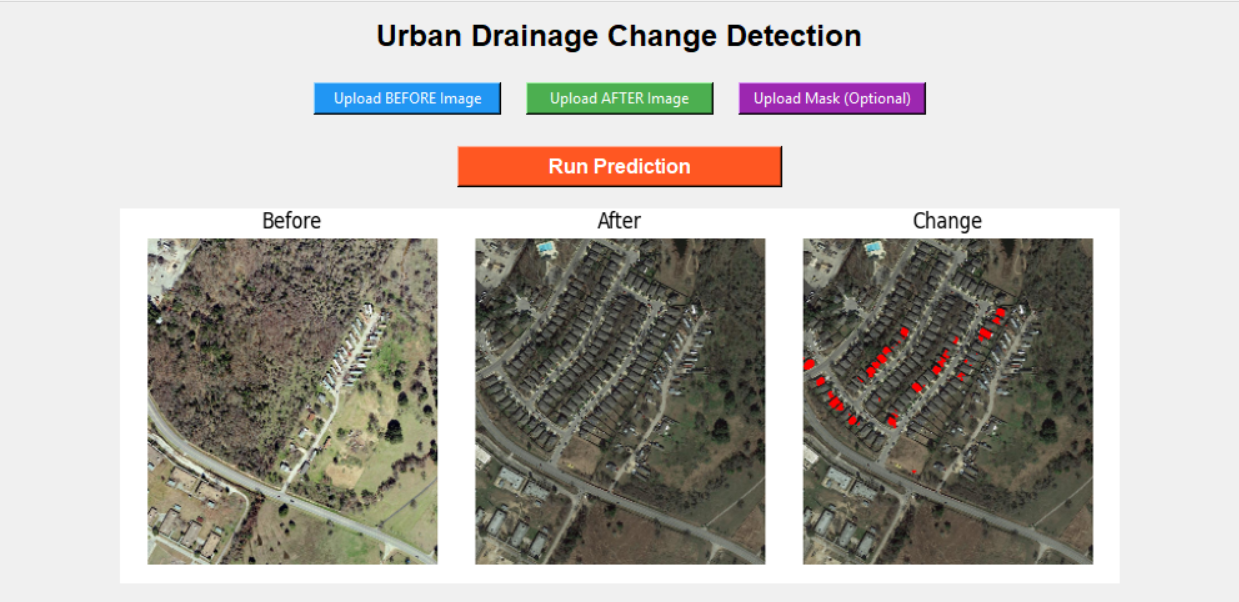 Urban Drainage Change Detection
Upload BEFORE Image
Upload AFTER Image
Upload Mask (Optional)
Run Prediction
Before
After
Change